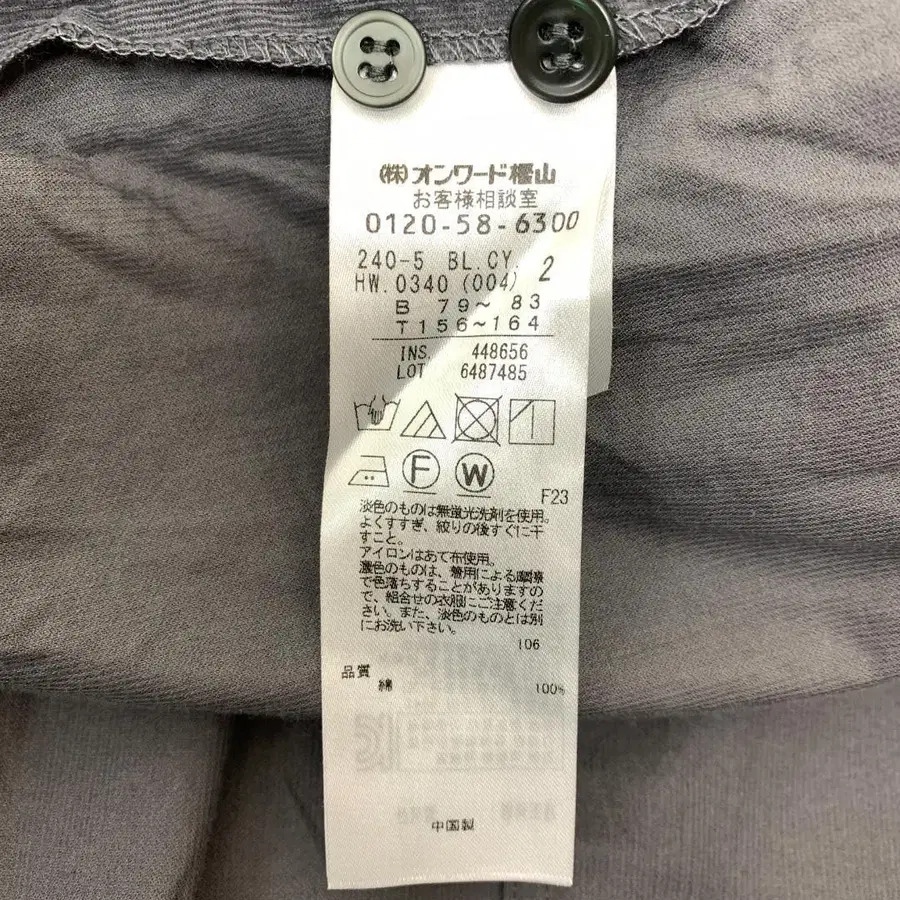 (株)オンワード樫山
お客様相談室
0120-58-6300
240-5 BL.CY
HW.0340 (004) 2
B 79～ 83
T156～164
INS. 448656
LOT 6487485
F W
F23
淡色のものは無蛍光洗剤を使用。
よくすすぎ、絞りの後すぐに干
すこと。
アイロンはあて布使用。
濃色のものは、着用による摩擦
で色落ちすることがありますの
で、組合せの衣服にご注意くだ
さい。また、淡色のものとは別
にお洗い下さい。
106
品質
綿 100%
中国製